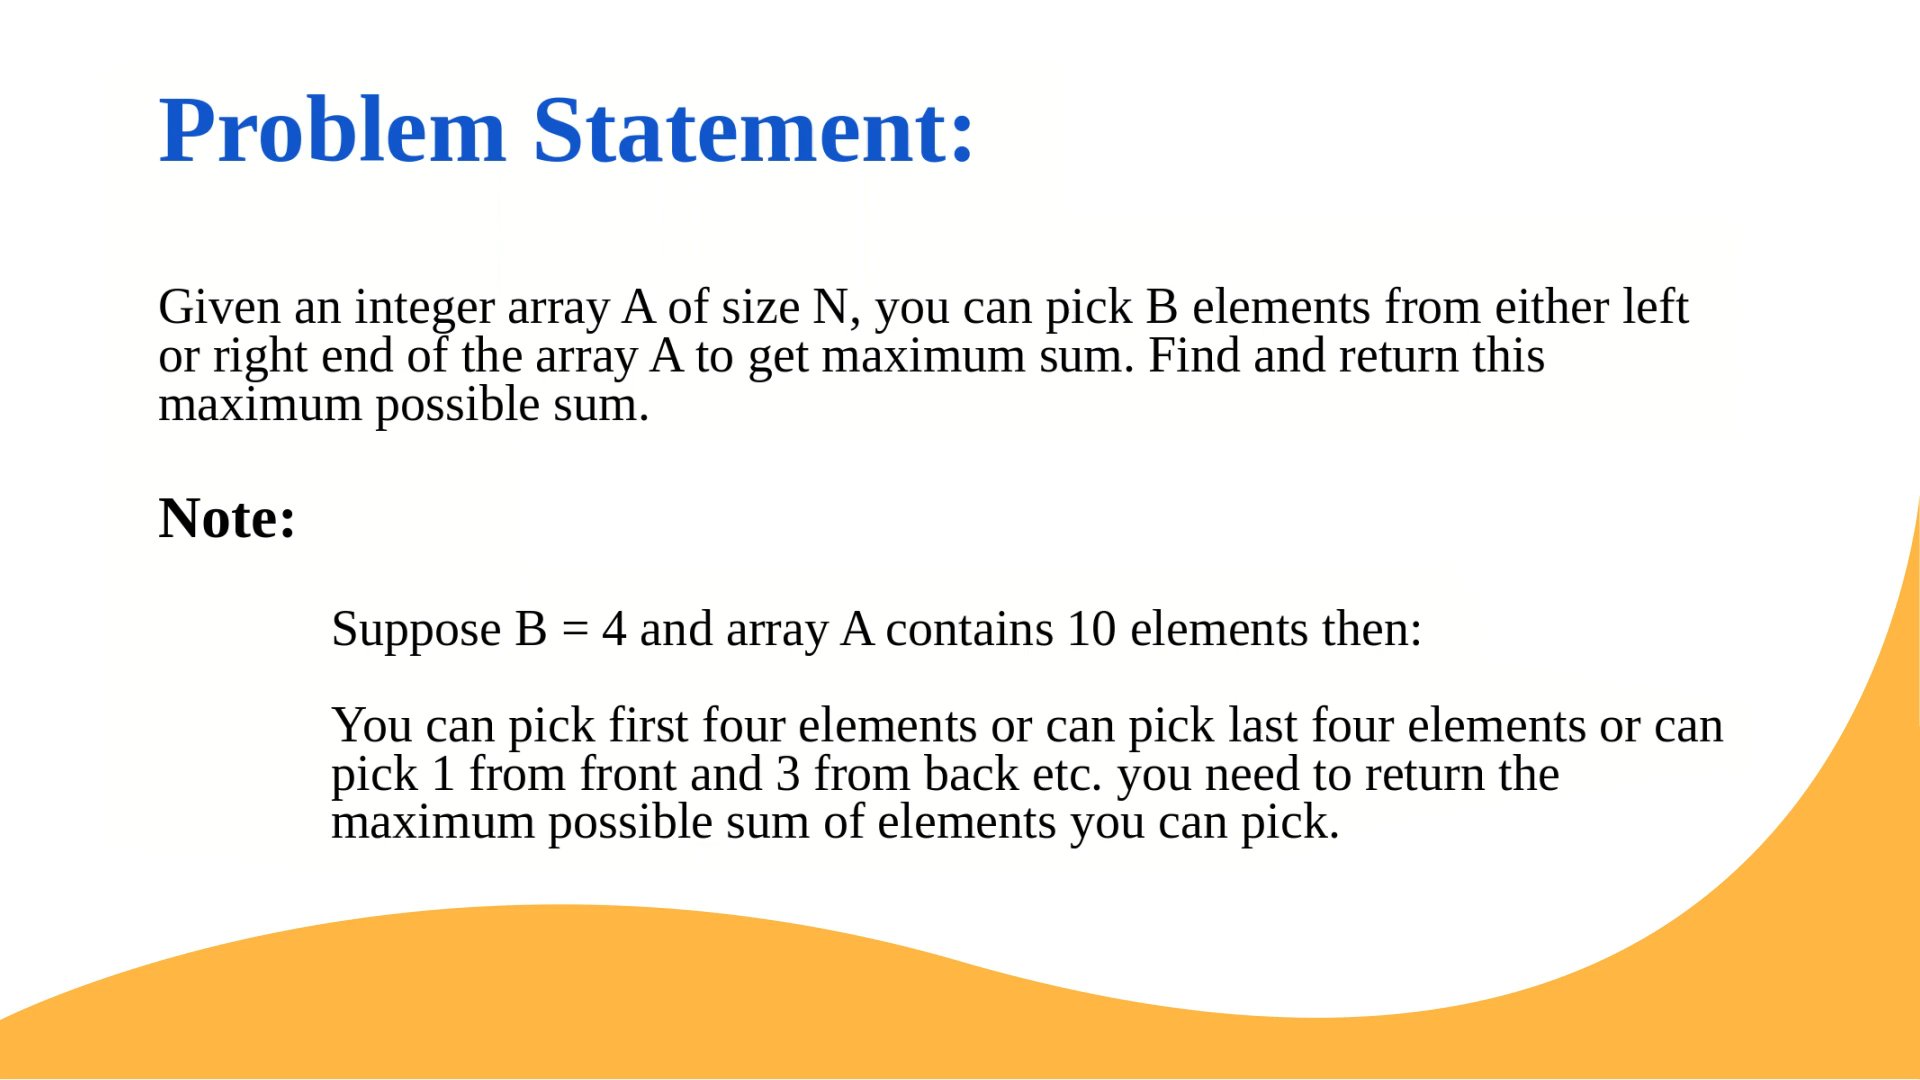 Problem Statement:
Given an integer array A of size N, you can pick B elements from either left
or right end of the array A to get maximum sum. Find and return this
maximum possible sum.
Note:
Suppose B = 4 and array A contains 10 elements then:
You can pick first four elements or can pick last four elements or can
pick 1 from front and 3 from back etc. you need to return the
maximum possible sum of elements you can pick.